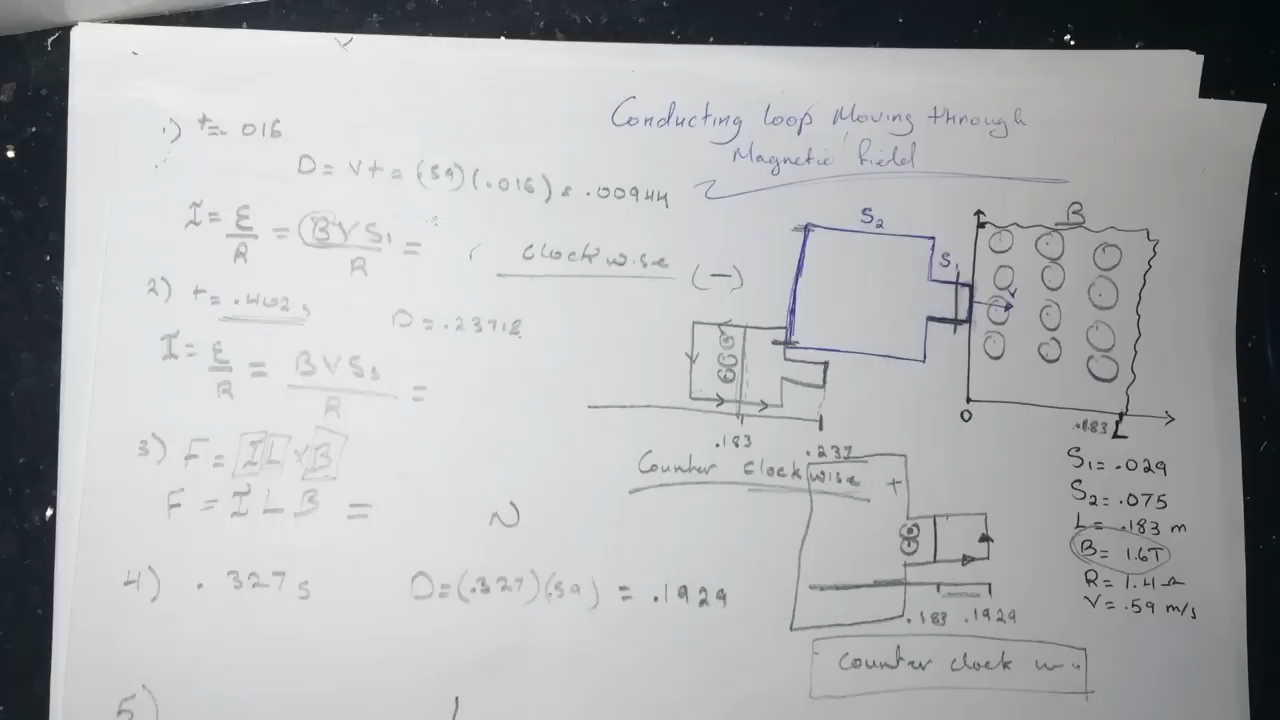 Conducting loop Moving through
Magnetic field
1) t = .016
D = Vt = (59)(.016) = .00944
I = ε/R = BVS₁/R =
clockwise (-)
2) t = .402 s
D = .23718
I = ε/R = BVS₂/R =
3) F = IL × B
F = I L B = N
4) .327 s D = (.327)(.59) = .1929
5)
S₂
S₁
B
0
.183 L
.183 .237
Counter clockwise +
.183 .1929
Counter clock
S₁ = .029
S₂ = .075
L = .183 m
B = 1.6T
R = 1.4 Ω
V = .59 m/s